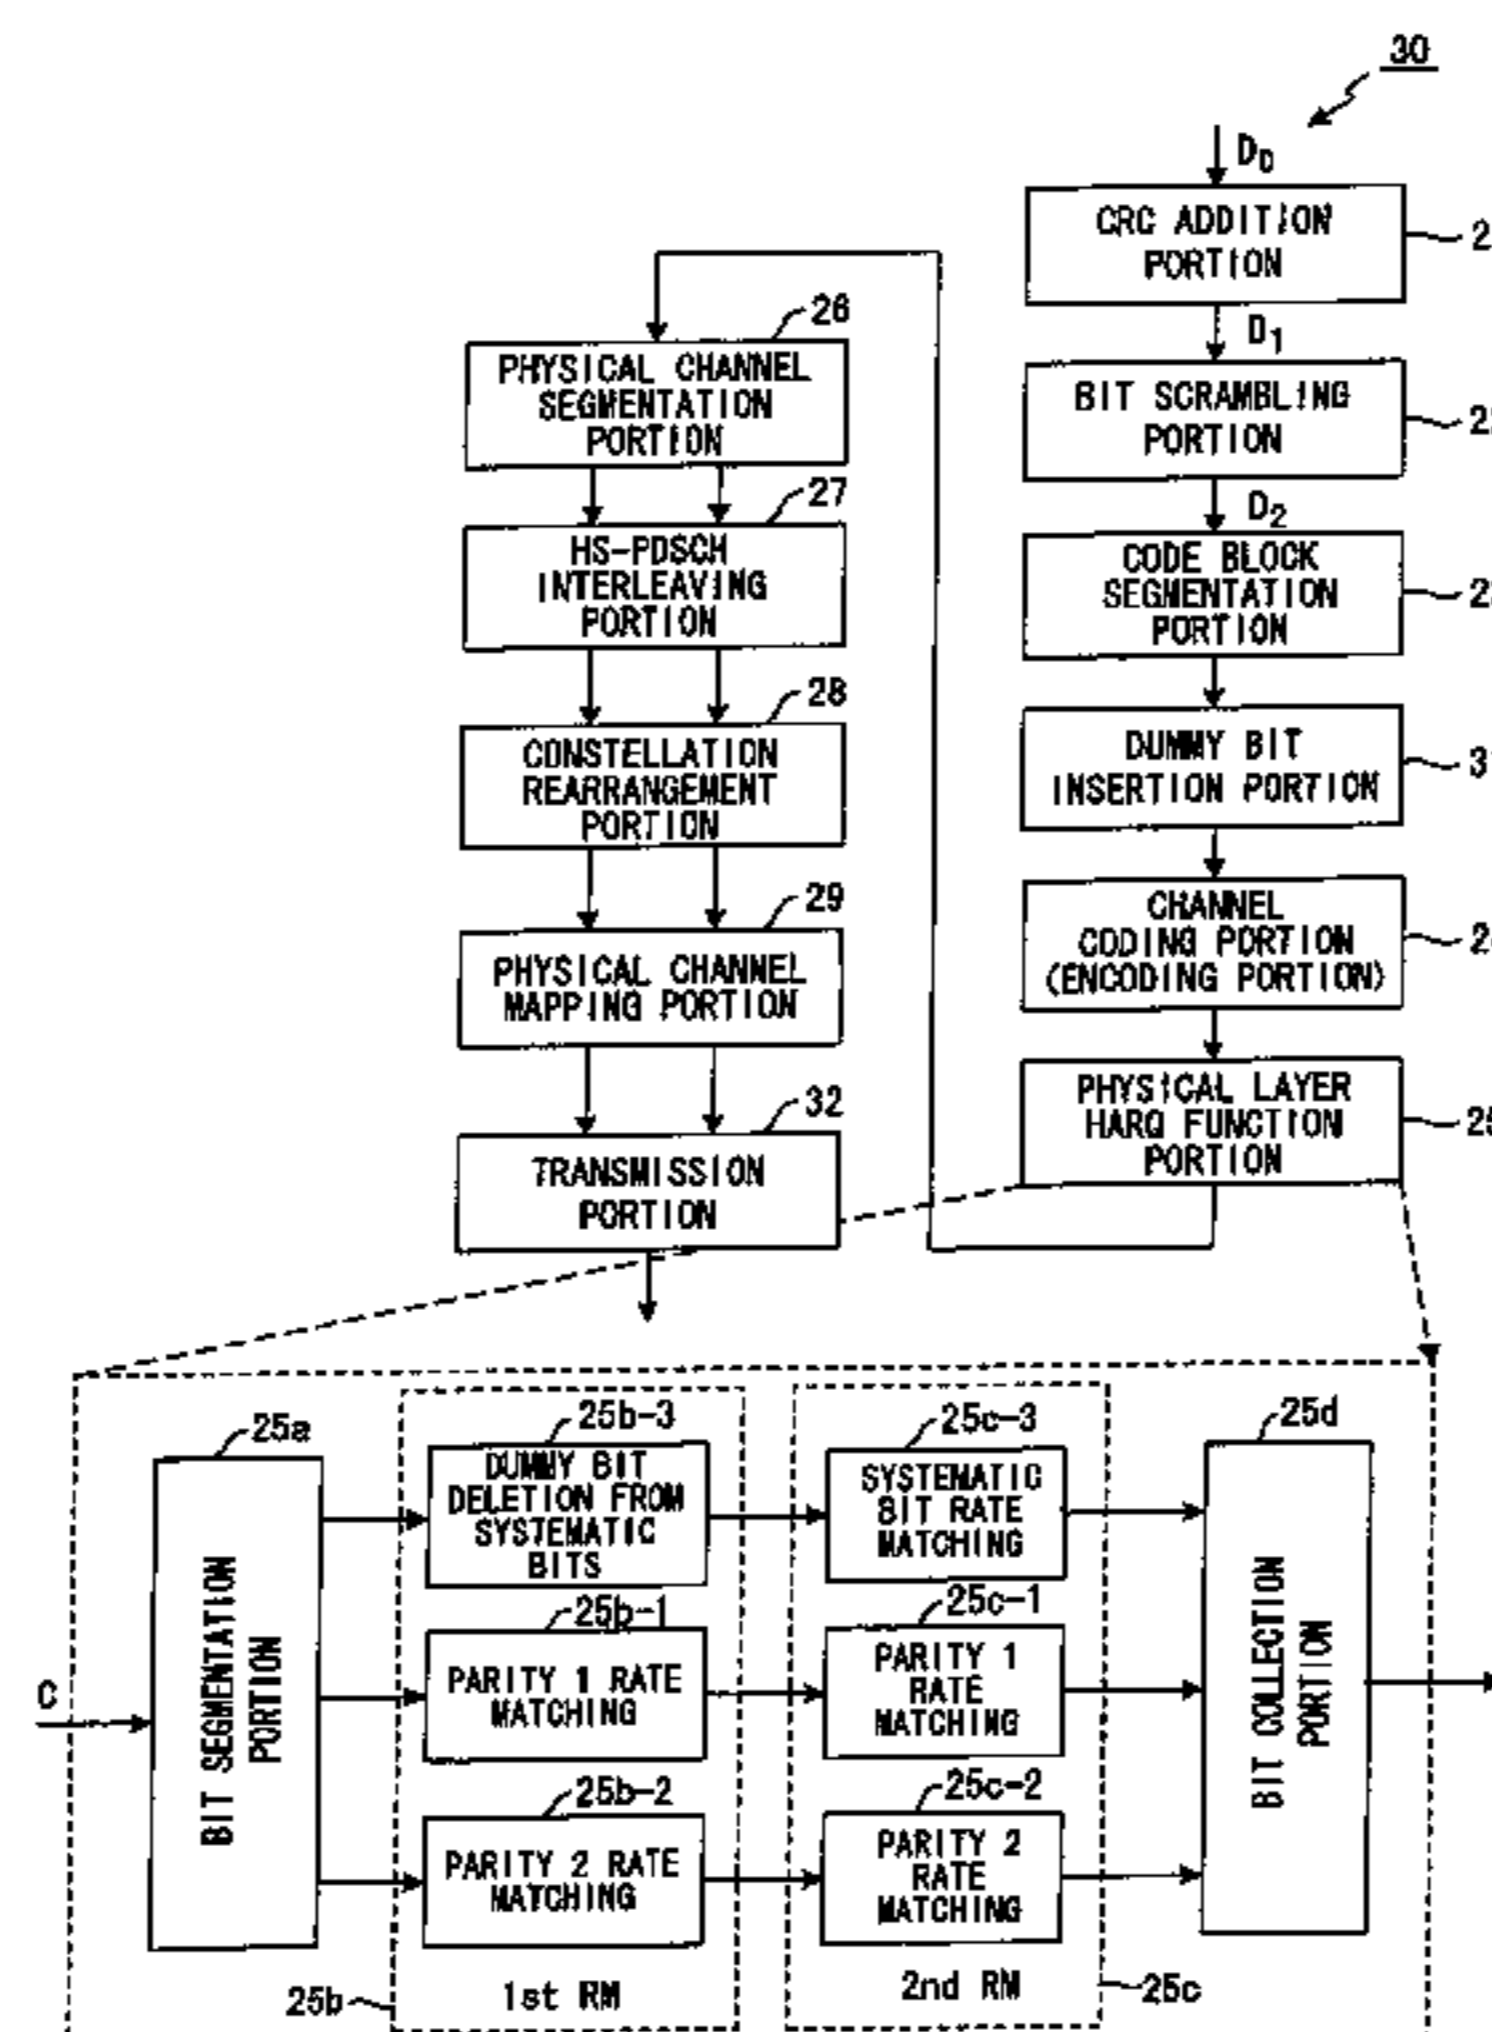 30
D0
CRC ADDITION
PORTION
D1
BIT SCRAMBLING
PORTION
D2
CODE BLOCK
SEGMENTATION
PORTION
DUMMY BIT
INSERTION PORTION
CHANNEL
CODING PORTION
(ENCODING PORTION)
PHYSICAL LAYER
HARQ FUNCTION
PORTION
25
26
PHYSICAL CHANNEL
SEGMENTATION
PORTION
27
HS-PDSCH
INTERLEAVING
PORTION
28
CONSTELLATION
REARRANGEMENT
PORTION
29
PHYSICAL CHANNEL
MAPPING PORTION
32
TRANSMISSION
PORTION
C
25a
BIT SEGMENTATION
PORTION
25b-3
DUMMY BIT
DELETION FROM
SYSTEMATIC
BITS
25b-1
PARITY 1 RATE
MATCHING
25b-2
PARITY 2 RATE
MATCHING
25b
1st RM
25c-3
SYSTEMATIC
BIT RATE
MATCHING
25c-1
PARITY 1
RATE
MATCHING
25c-2
PARITY 2
RATE
MATCHING
2nd RM
25c
25d
BIT COLLECTION
PORTION